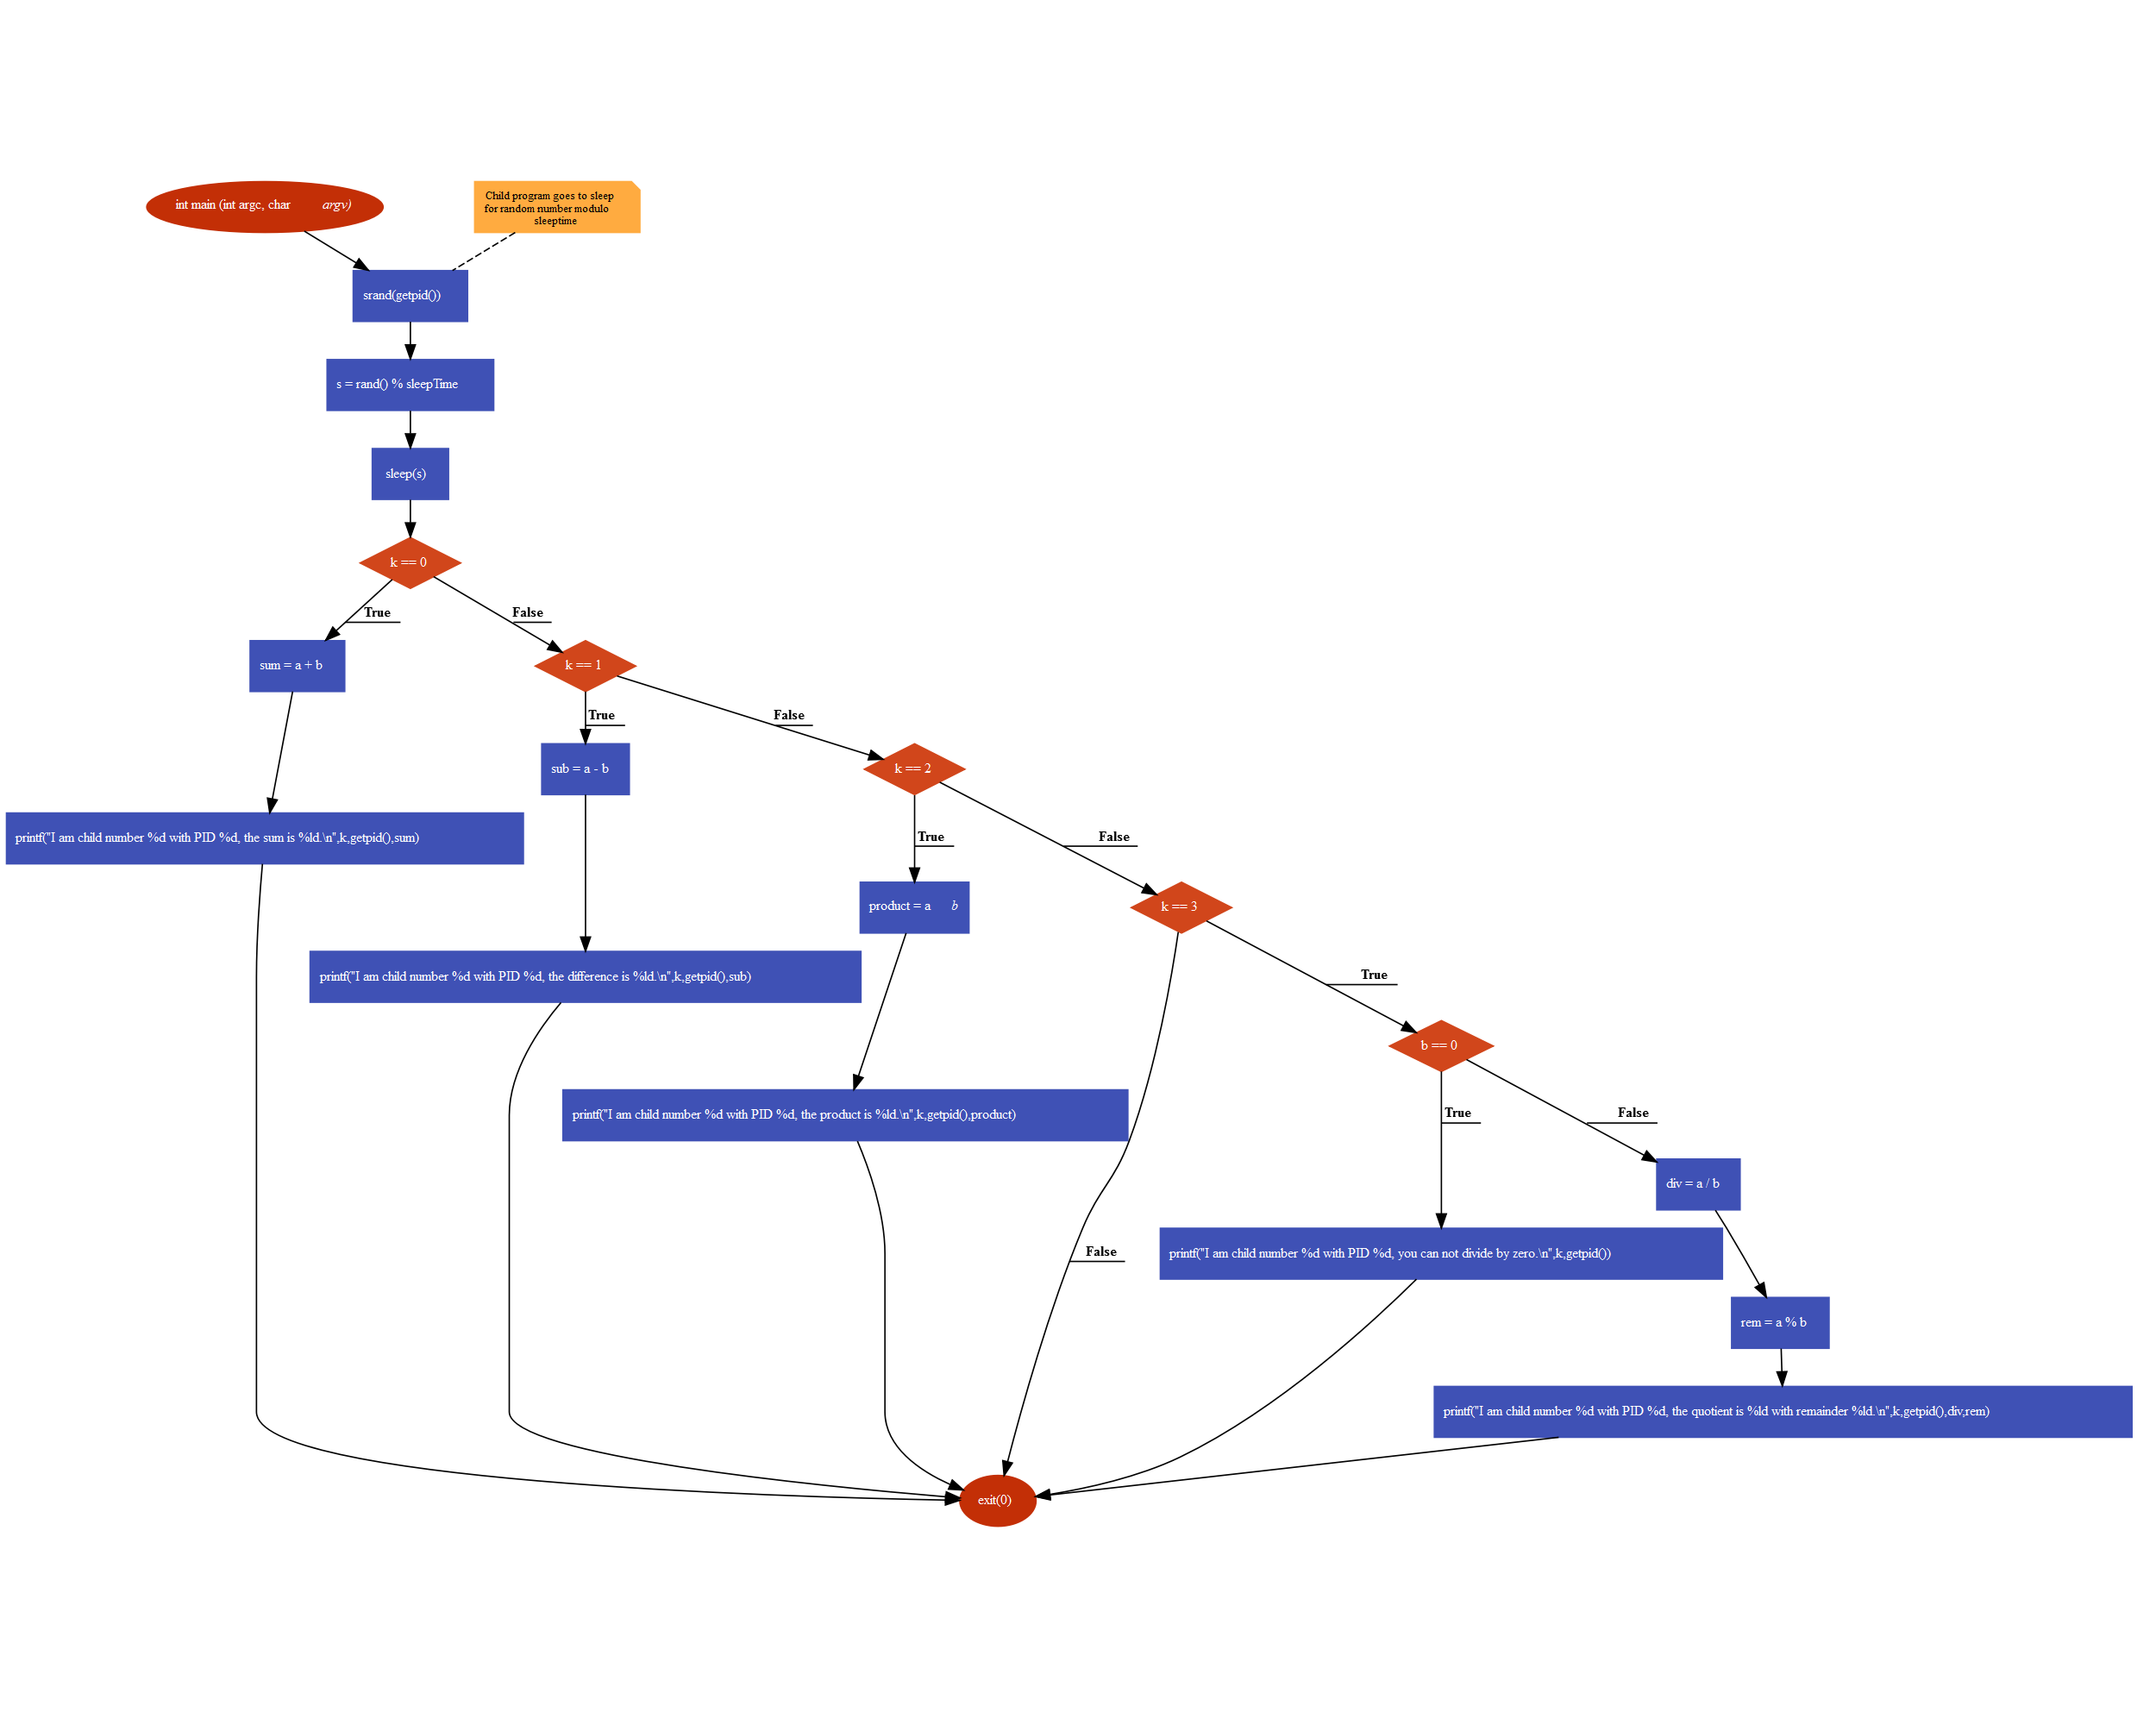 int main (int argc, char argv)
Child program goes to sleep
for random number modulo
sleeptime
srand(getpid())
s = rand() % sleepTime
sleep(s)
k == 0
True
False
sum = a + b
k == 1
True
False
sub = a - b
k == 2
printf("I am child number %d with PID %d, the sum is %ld.\n",k,getpid(),sum)
True
False
product = a b
k == 3
printf("I am child number %d with PID %d, the difference is %ld.\n",k,getpid(),sub)
True
b == 0
printf("I am child number %d with PID %d, the product is %ld.\n",k,getpid(),product)
True
False
div = a / b
False
printf("I am child number %d with PID %d, you can not divide by zero.\n",k,getpid())
rem = a % b
printf("I am child number %d with PID %d, the quotient is %ld with remainder %ld.\n",k,getpid(),div,rem)
exit(0)